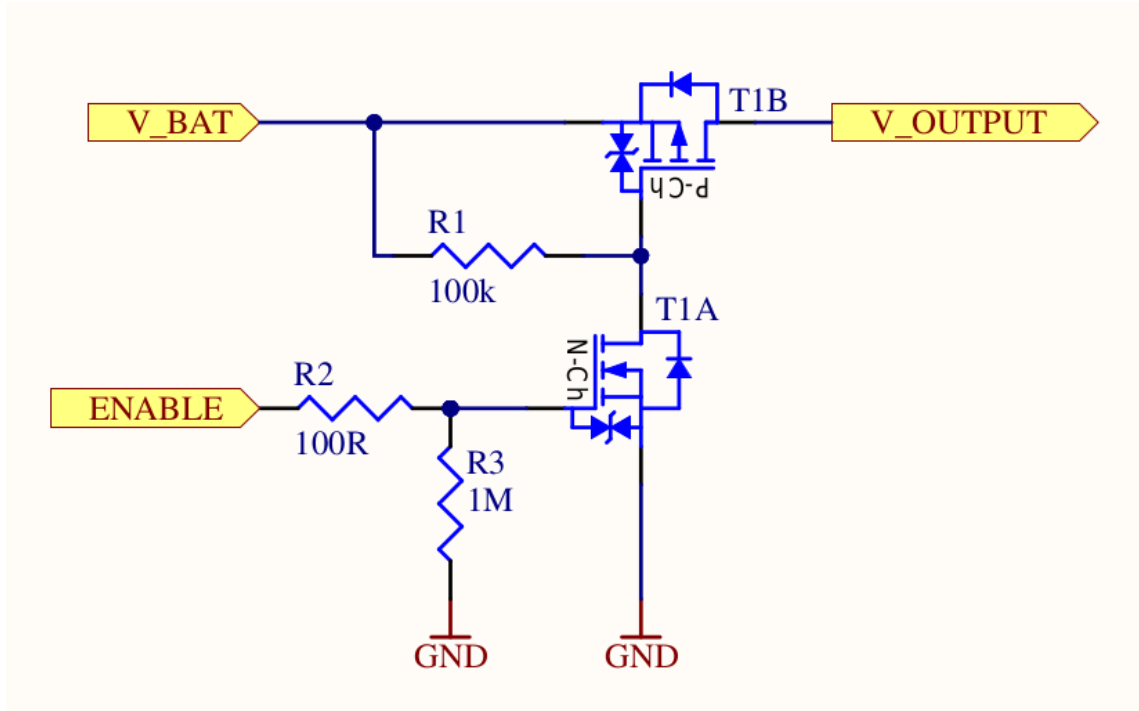 V_BAT
T1B
V_OUTPUT
P-Ch
R1
100k
T1A
N-Ch
ENABLE
R2
100R
R3
1M
GND
GND